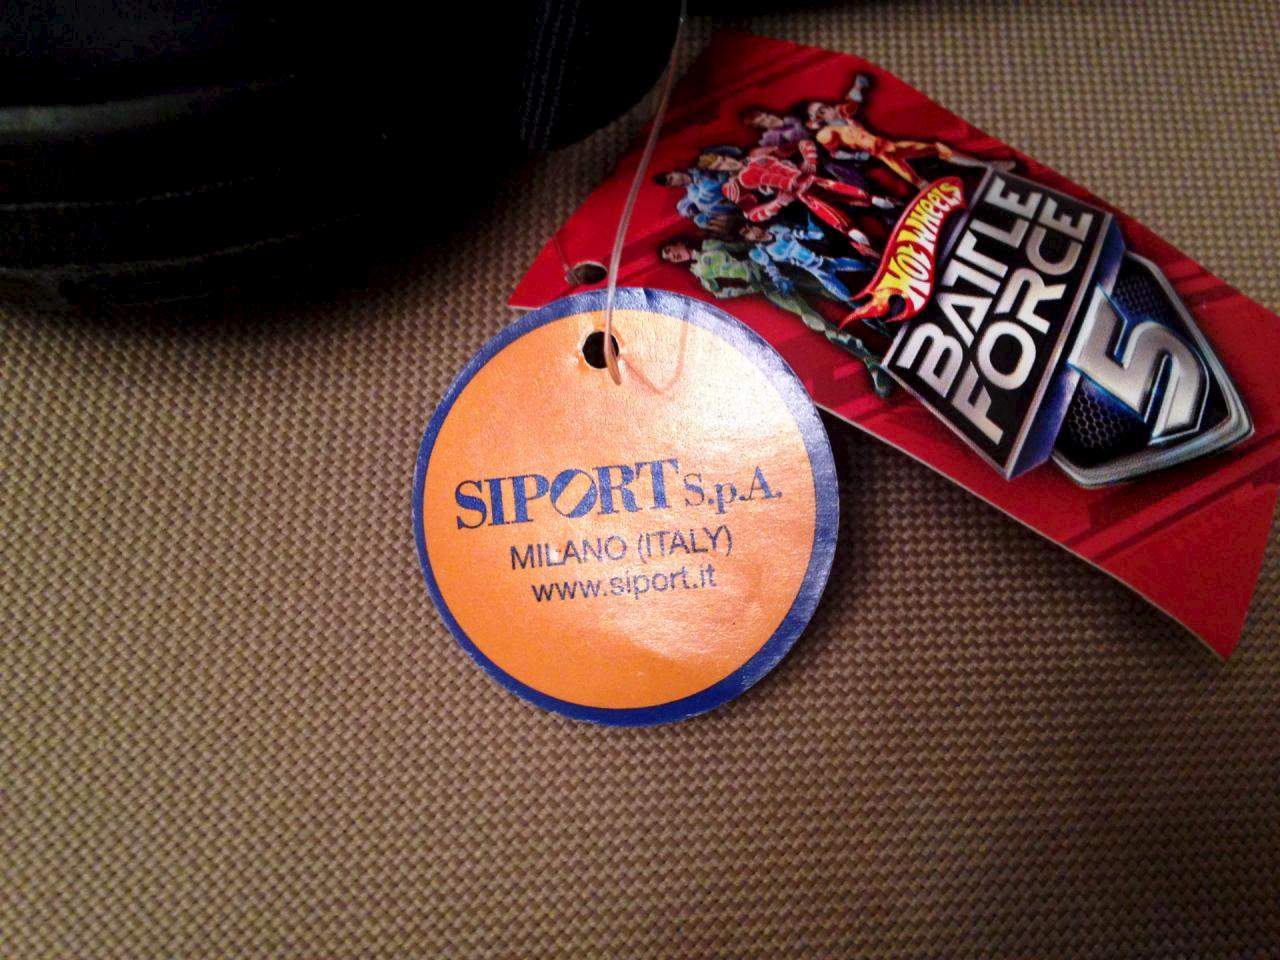 HOT WHEELS
BATTLE
FORCE
5
SIPORT S.p.A.
MILANO (ITALY)
www.siport.it